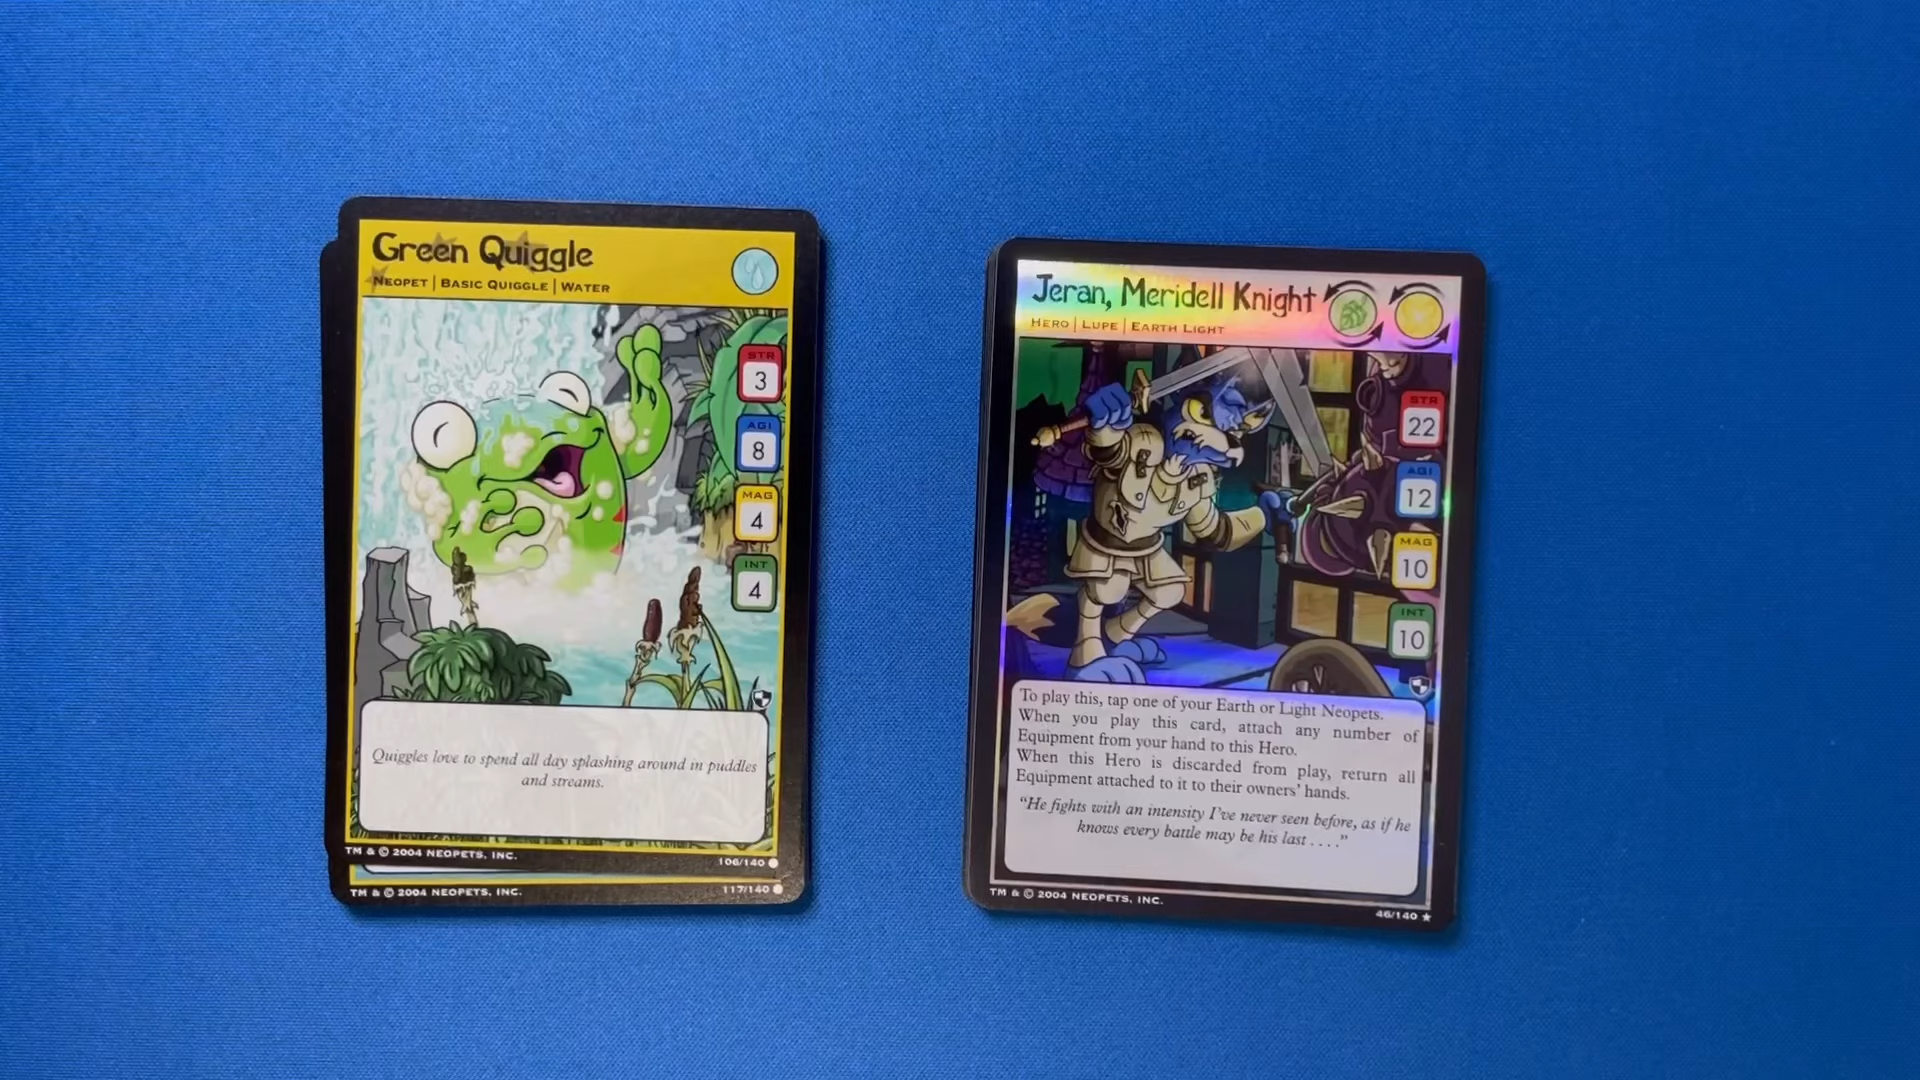 Green Quiggle
NEOPET | BASIC QUIGGLE | WATER
STR
3
AGI
8
MAG
4
INT
4
Quiggles love to spend all day splashing around in puddles
and streams.
TM & © 2004 NEOPETS, INC.
106/140
TM & © 2004 NEOPETS, INC.
117/140
Jeran, Meridell Knight
HERO | LUPE | EARTH LIGHT
STR
22
AGI
12
MAG
10
INT
10
To play this, tap one of your Earth or Light Neopets.
When you play this card, attach any number of
Equipment from your hand to this Hero.
When this Hero is discarded from play, return all
Equipment attached to it to their owners' hands.
"He fights with an intensity I've never seen before, as if he
knows every battle may be his last . . . ."
TM & © 2004 NEOPETS, INC.
46/140 ★